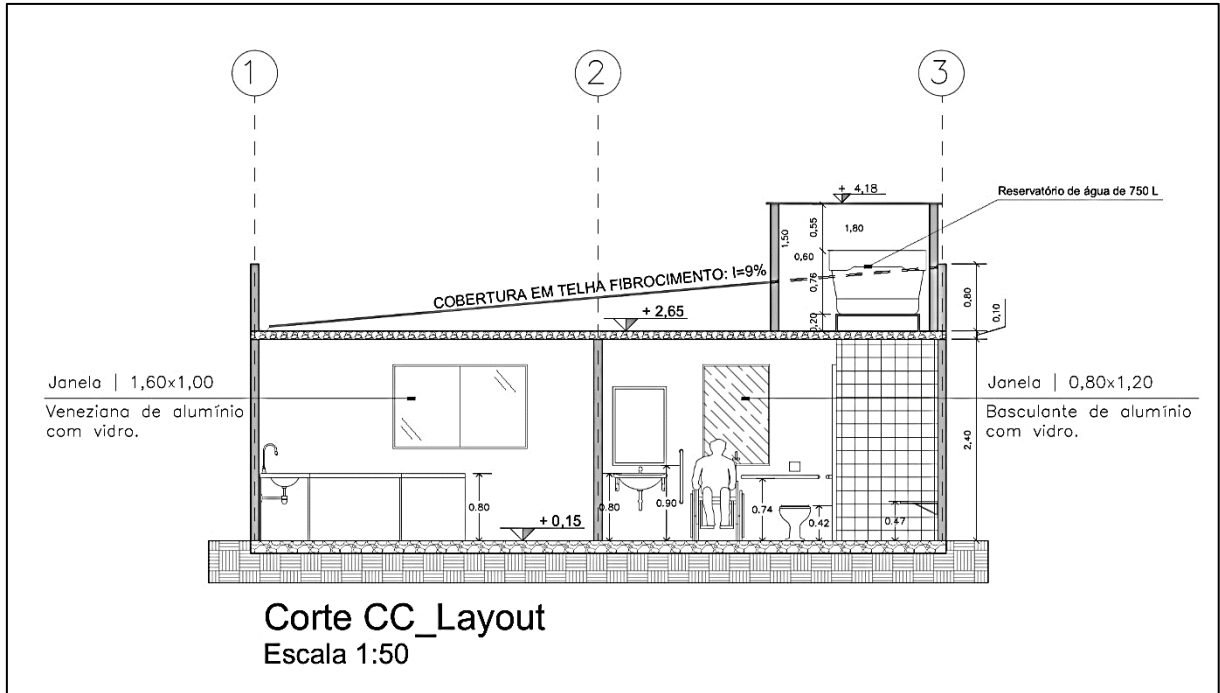 1
2
3
+ 4,18
Reservatório de água de 750 L
0,55
1,80
1,50
0,60
COBERTURA EM TELHA FIBROCIMENTO: I=9%
0,76
0,80
+ 2,65
0,20
0,10
Janela | 1,60x1,00
Veneziana de alumínio
com vidro.
Janela | 0,80x1,20
Basculante de alumínio
com vidro.
2,40
0.80
0.80
0.90
0.74
0.42
0.47
+ 0,15
Corte CC_Layout
Escala 1:50